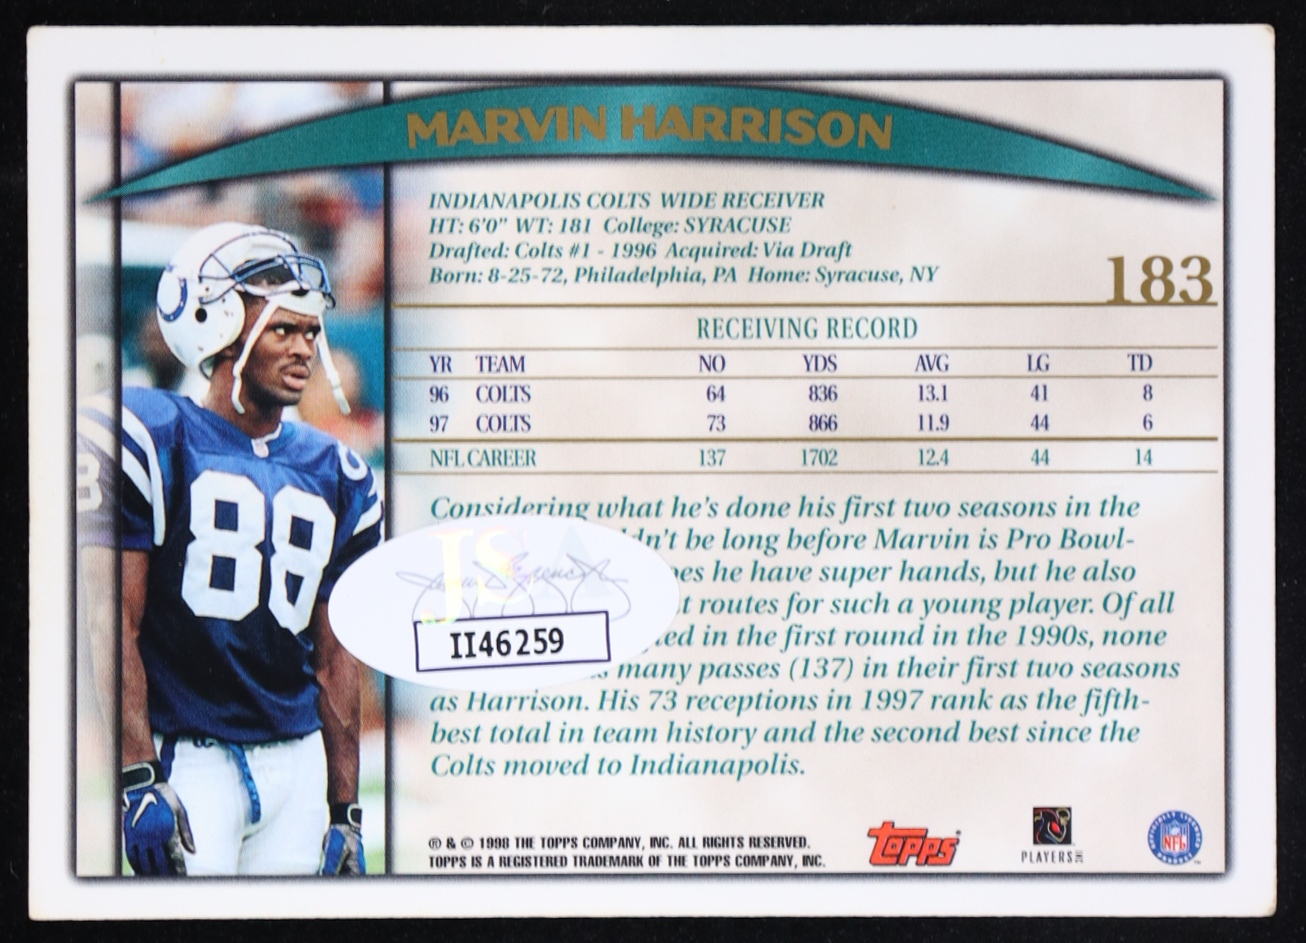 MARVIN HARRISON
INDIANAPOLIS COLTS WIDE RECEIVER
HT: 6'0" WT: 181 College: SYRACUSE
Drafted: Colts #1 - 1996 Acquired: Via Draft
Born: 8-25-72, Philadelphia, PA Home: Syracuse, NY
183
RECEIVING RECORD
YR TEAM NO YDS AVG LG TD
96 COLTS 64 836 13.1 41 8
97 COLTS 73 866 11.9 44 6
NFL CAREER 137 1702 12.4 44 14
Considering what he's done his first two seasons in the
dn't be long before Marvin is Pro Bowl-
oes he have super hands, but he also
t routes for such a young player. Of all
ed in the first round in the 1990s, none
many passes (137) in their first two seasons
as Harrison. His 73 receptions in 1997 rank as the fifth-
best total in team history and the second best since the
Colts moved to Indianapolis.
88
JSA
II46259
® & © 1998 THE TOPPS COMPANY, INC. ALL RIGHTS RESERVED.
TOPPS IS A REGISTERED TRADEMARK OF THE TOPPS COMPANY, INC.
topps®
PLAYERS INC
NFL